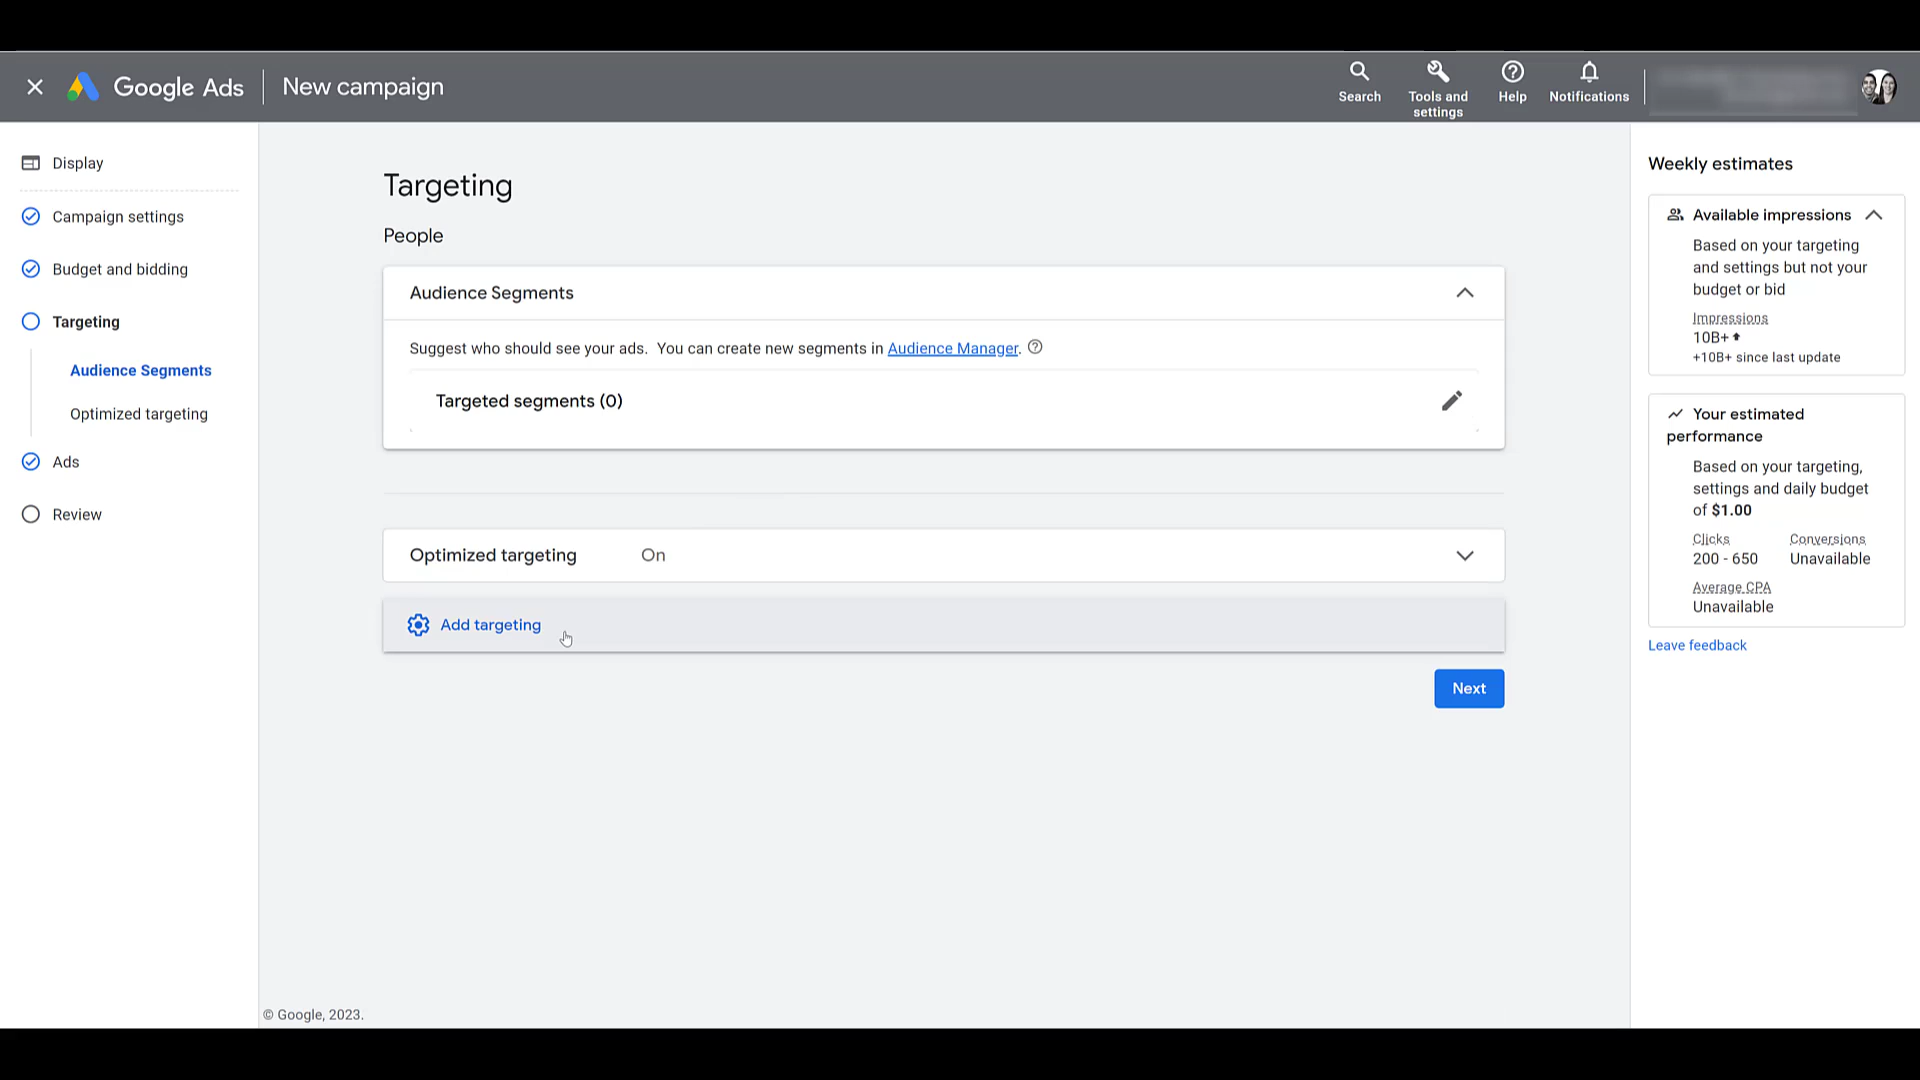 Google Ads
New campaign
Search
Tools and
settings
Help
Notifications
Display
Campaign settings
Budget and bidding
Targeting
Audience Segments
Optimized targeting
Ads
Review
Targeting
People
Audience Segments
Suggest who should see your ads. You can create new segments in Audience Manager.
Targeted segments (0)
Optimized targeting On
Add targeting
Next
© Google, 2023.
Weekly estimates
Available impressions
Based on your targeting
and settings but not your
budget or bid
Impressions
10B+
+10B+ since last update
Your estimated
performance
Based on your targeting,
settings and daily budget
of $1.00
Clicks Conversions
200 - 650 Unavailable
Average CPA
Unavailable
Leave feedback